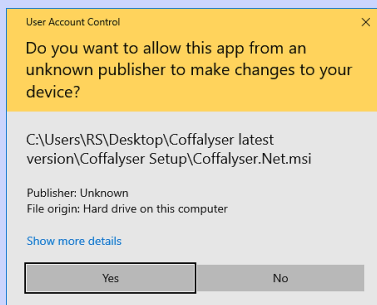 User Account Control
Do you want to allow this app from an
unknown publisher to make changes to your
device?
C:\Users\RS\Desktop\Coffalyser latest
version\Coffalyser Setup\Coffalyser.Net.msi
Publisher: Unknown
File origin: Hard drive on this computer
Show more details
Yes No